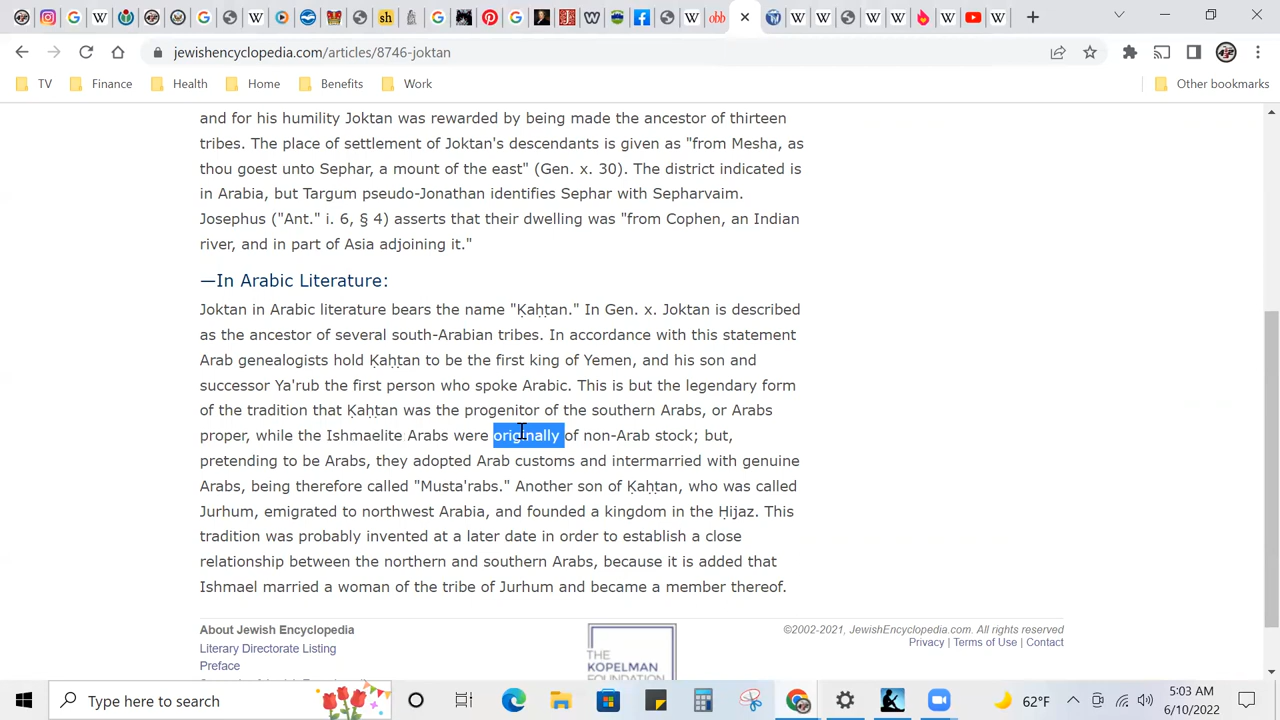 jewishencyclopedia.com/articles/8746-joktan
TV Finance Health Home Benefits Work Other bookmarks
and for his humility Joktan was rewarded by being made the ancestor of thirteen
tribes. The place of settlement of Joktan's descendants is given as "from Mesha, as
thou goest unto Sephar, a mount of the east" (Gen. x. 30). The district indicated is
in Arabia, but Targum pseudo-Jonathan identifies Sephar with Sepharvaim.
Josephus ("Ant." i. 6, § 4) asserts that their dwelling was "from Cophen, an Indian
river, and in part of Asia adjoining it."
—In Arabic Literature:
Joktan in Arabic literature bears the name "Ḳaḥṭan." In Gen. x. Joktan is described
as the ancestor of several south-Arabian tribes. In accordance with this statement
Arab genealogists hold Ḳaḥṭan to be the first king of Yemen, and his son and
successor Ya'rub the first person who spoke Arabic. This is but the legendary form
of the tradition that Ḳaḥṭan was the progenitor of the southern Arabs, or Arabs
proper, while the Ishmaelite Arabs were originally of non-Arab stock; but,
pretending to be Arabs, they adopted Arab customs and intermarried with genuine
Arabs, being therefore called "Musta'rabs." Another son of Ḳaḥṭan, who was called
Jurhum, emigrated to northwest Arabia, and founded a kingdom in the Ḥijaz. This
tradition was probably invented at a later date in order to establish a close
relationship between the northern and southern Arabs, because it is added that
Ishmael married a woman of the tribe of Jurhum and became a member thereof.
About Jewish Encyclopedia
Literary Directorate Listing
Preface
THE
KOPELMAN
FOUNDATION
©2002-2021, JewishEncyclopedia.com. All rights reserved
Privacy | Terms of Use | Contact
Type here to search
62°F
5:03 AM
6/10/2022